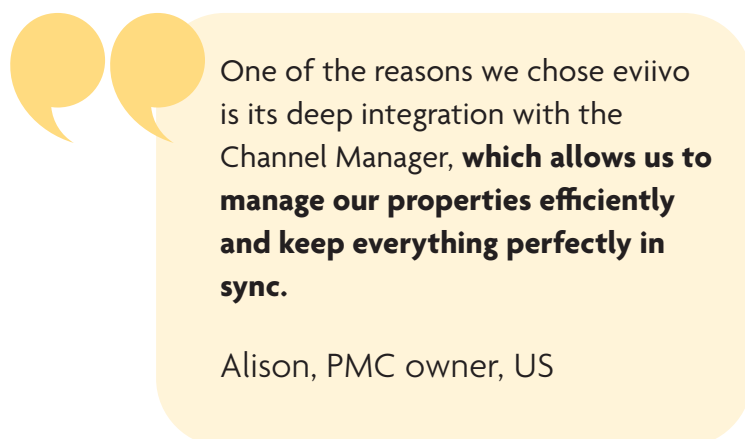 One of the reasons we chose eviivo
is its deep integration with the
Channel Manager, which allows us to
manage our properties efficiently
and keep everything perfectly in
sync.
Alison, PMC owner, US